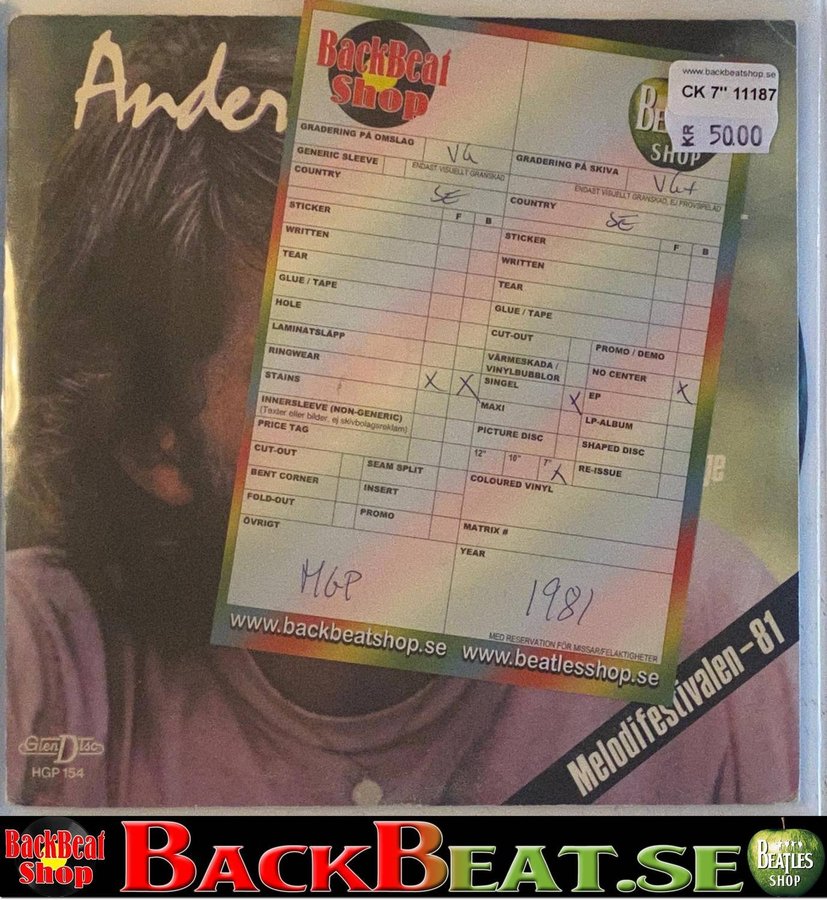 Ander
BackBeat
Shop
www.backbeatshop.se
CK 7" 11187
KR 50.00
SHOP
GRADERING PÅ OMSLAG
VG
GENERIC SLEEVE
ENDAST VISUELLT GRANSKAD
COUNTRY
SE
F B
STICKER
WRITTEN
TEAR
GLUE / TAPE
HOLE
LAMINATSLÄPP
RINGWEAR
STAINS
X X
INNERSLEEVE (NON-GENERIC)
(Texter eller bilder, ej skivbolagsreklam)
PRICE TAG
CUT-OUT
SEAM SPLIT
BENT CORNER
INSERT
FOLD-OUT
PROMO
ÖVRIGT
MGP
GRADERING PÅ SKIVA
VG+
ENDAST VISUELLT GRANSKAD, EJ PROVSPELAD
COUNTRY
SE
F B
STICKER
WRITTEN
TEAR
GLUE / TAPE
CUT-OUT
PROMO / DEMO
VÄRMESKADA /
VINYLBUBBLOR
NO CENTER
X
SINGEL
X
EP
MAXI
LP-ALBUM
PICTURE DISC
SHAPED DISC
12" 10" 7"
X
RE-ISSUE
COLOURED VINYL
MATRIX #
YEAR
1981
MED RESERVATION FÖR MISSAR/FELAKTIGHETER
www.backbeatshop.se www.beatlesshop.se
Melodifestivalen-81
Glen Disc
HGP 154
BackBeat
Shop
BACKBEAT.SE
BEATLES
SHOP